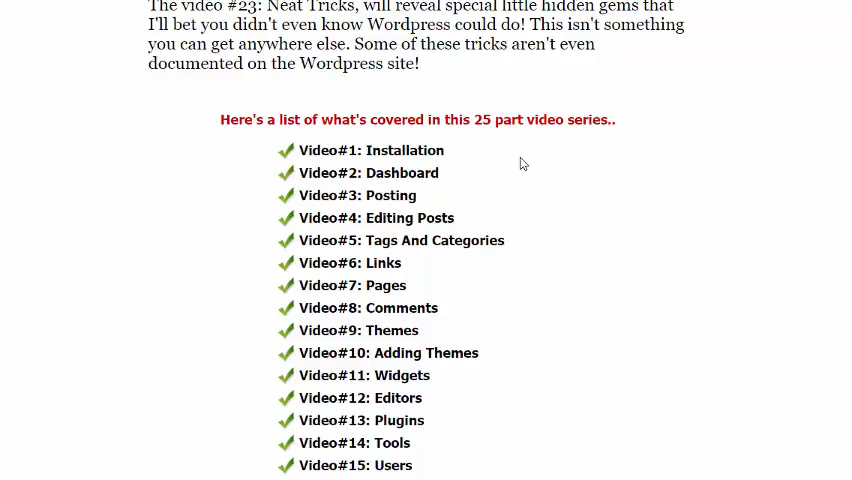 The video #23: Neat Tricks, will reveal special little hidden gems that
I'll bet you didn't even know Wordpress could do! This isn't something
you can get anywhere else. Some of these tricks aren't even
documented on the Wordpress site!
Here's a list of what's covered in this 25 part video series..
Video#1: Installation
Video#2: Dashboard
Video#3: Posting
Video#4: Editing Posts
Video#5: Tags And Categories
Video#6: Links
Video#7: Pages
Video#8: Comments
Video#9: Themes
Video#10: Adding Themes
Video#11: Widgets
Video#12: Editors
Video#13: Plugins
Video#14: Tools
Video#15: Users